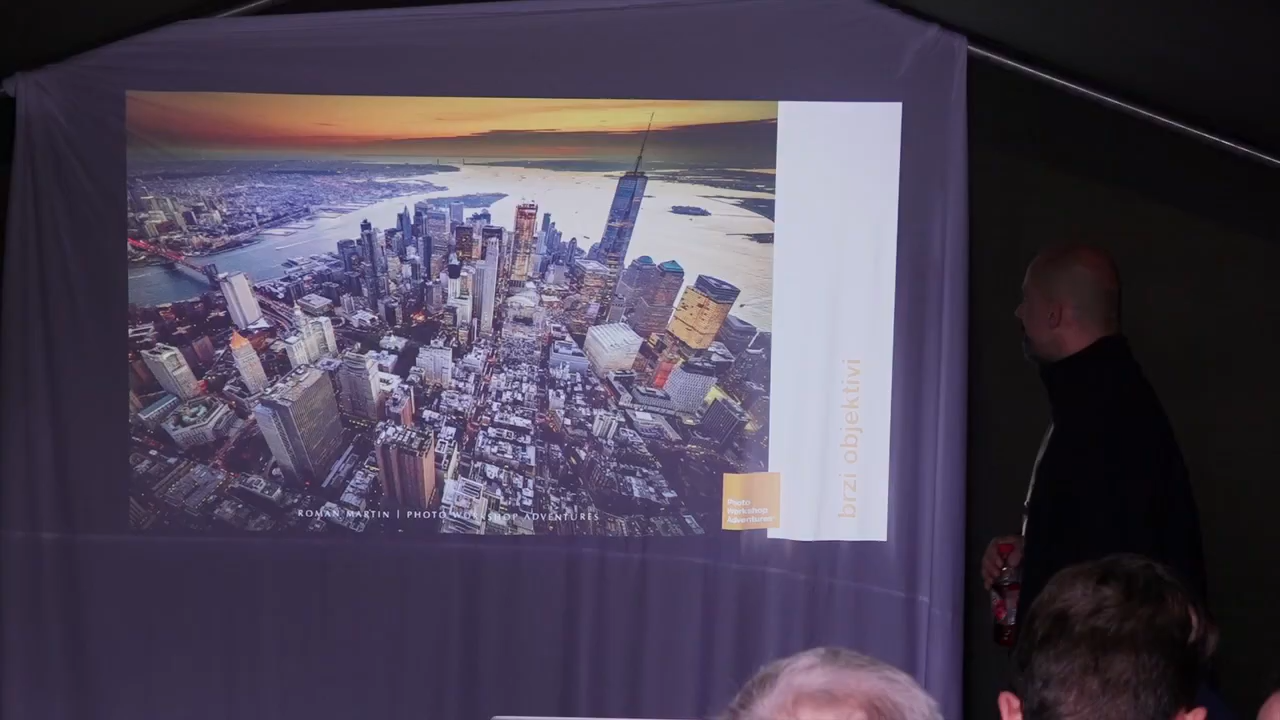 ROMAN MARTIN | PHOTO WORKSHOP ADVENTURES
Photo
Workshop
Adventures
brzi objektivi